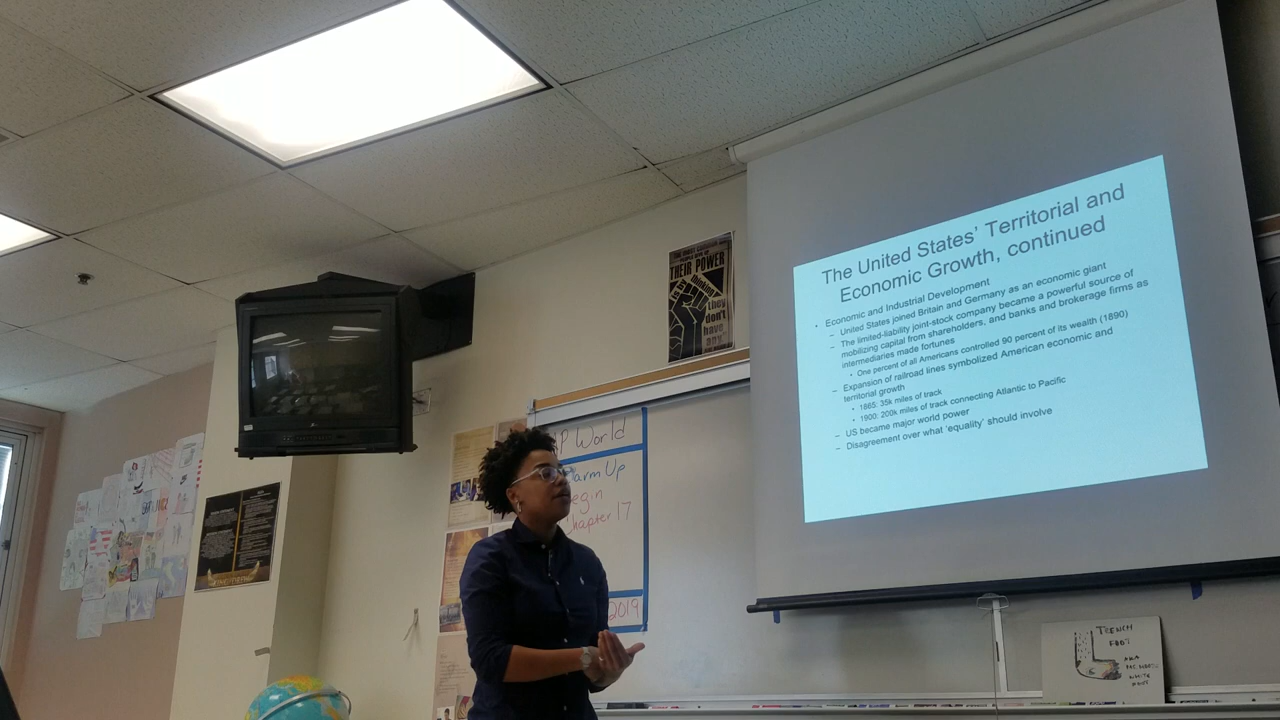 The United States' Territorial and
Economic Growth, continued
• Economic and Industrial Development
– United States joined Britain and Germany as an economic giant
– The limited-liability joint-stock company became a powerful source of
mobilizing capital from shareholders, and banks and brokerage firms as
intermediaries made fortunes
• One percent of all Americans controlled 90 percent of its wealth (1890)
– Expansion of railroad lines symbolized American economic and
territorial growth
• 1865: 35k miles of track
• 1900: 200k miles of track connecting Atlantic to Pacific
– US became major world power
– Disagreement over what 'equality' should involve
THEIR POWER
they
don't
have
any"
P World
Warm Up
egin
hapter 17
2019
TRENCH
FOOT
AKA